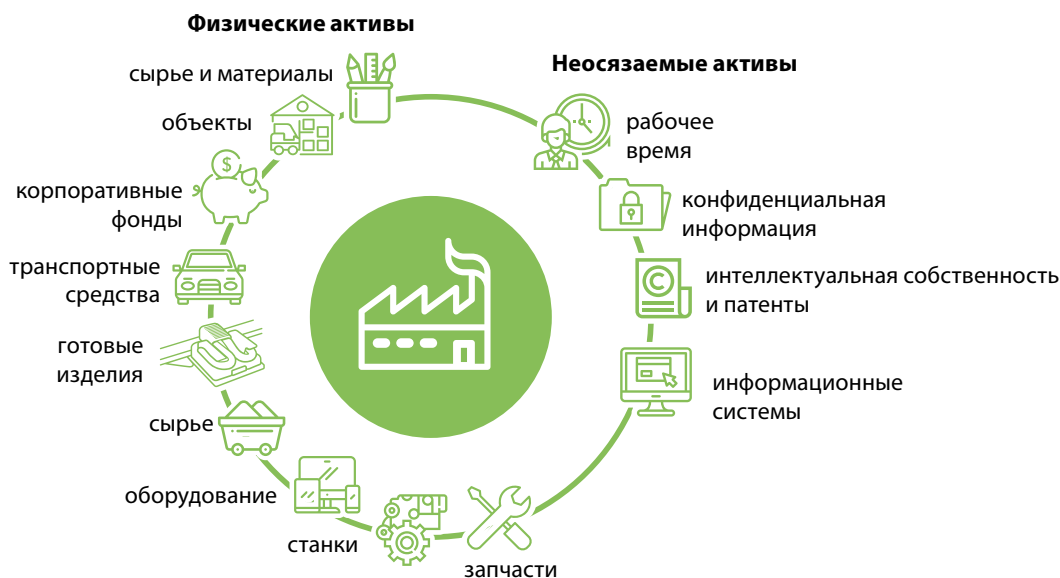 Физические активы
сырье и материалы
объекты
корпоративные
фонды
транспортные
средства
готовые
изделия
сырье
оборудование
станки
запчасти
Неосязаемые активы
рабочее
время
конфиденциальная
информация
интеллектуальная собственность
и патенты
информационные
системы